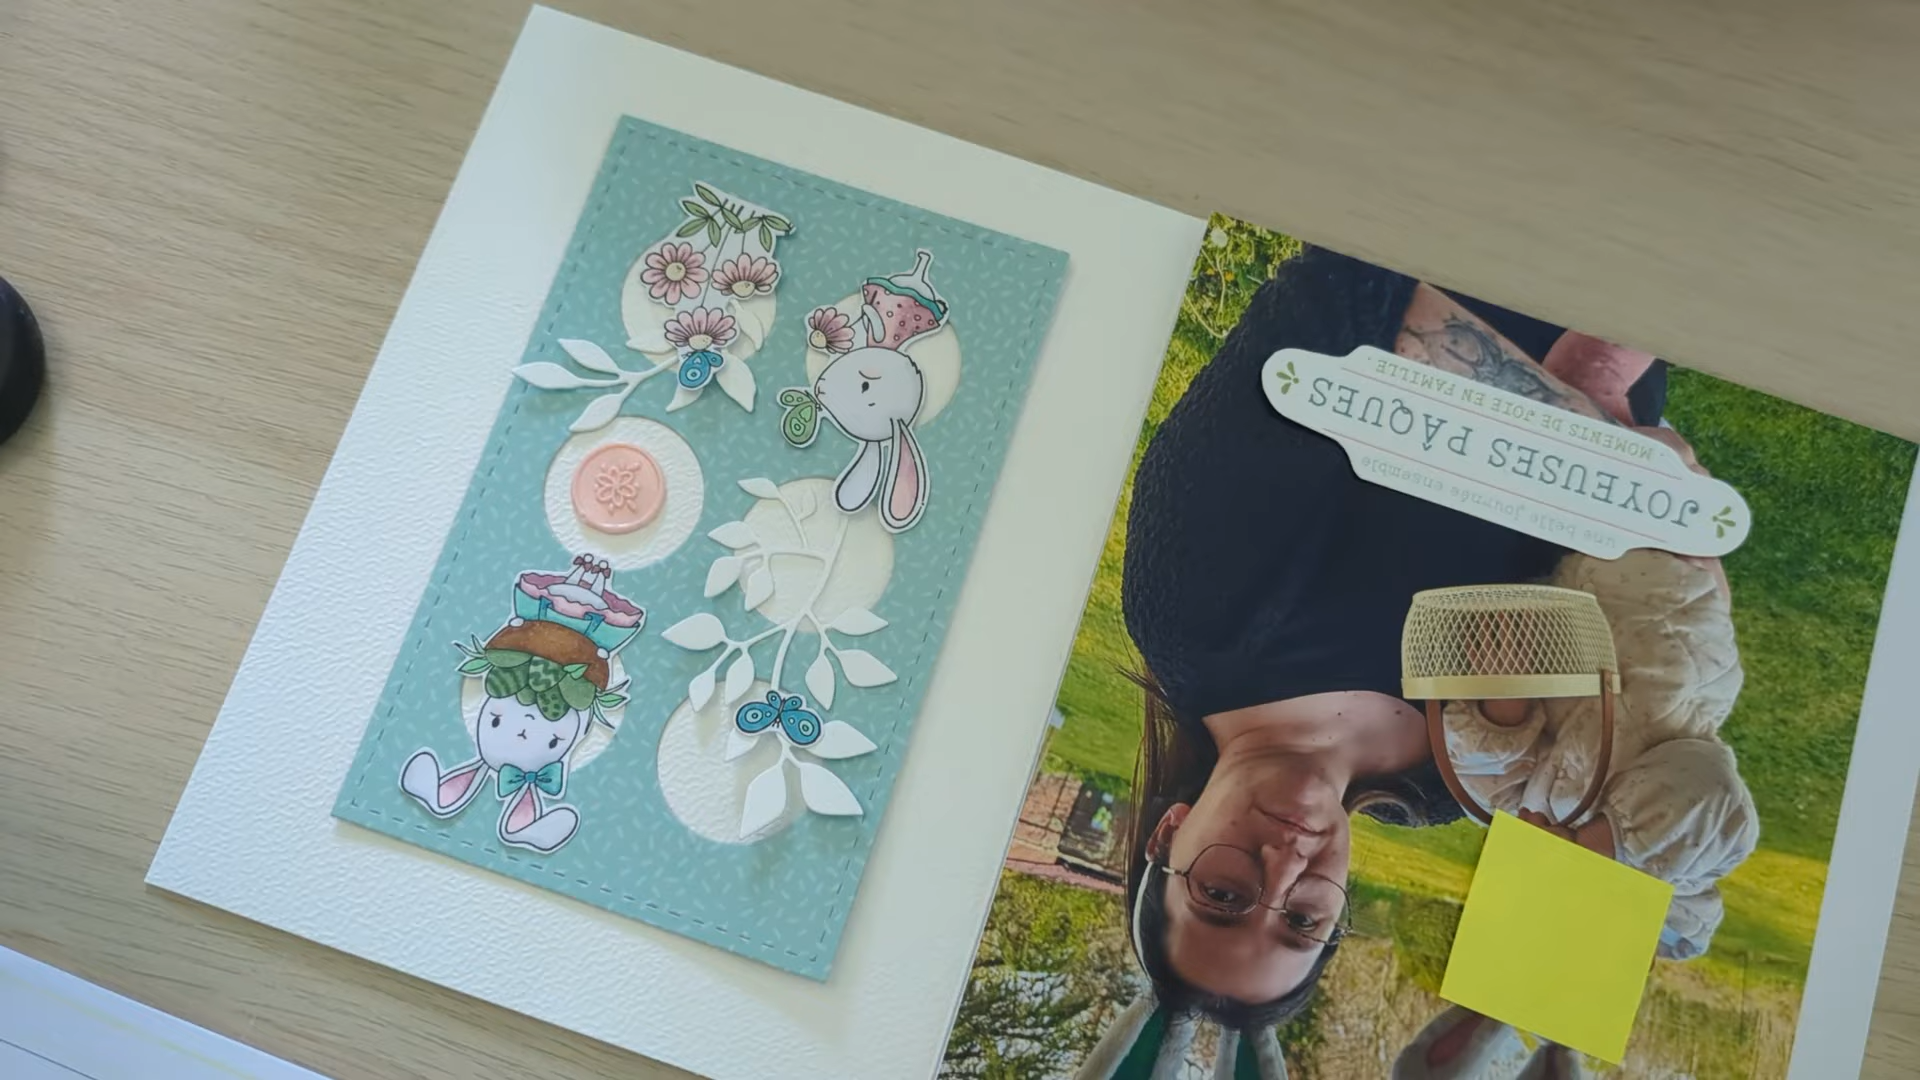 une belle journée ensemble
JOYEUSES PÂQUES
· MOMENTS DE JOIE EN FAMILLE ·